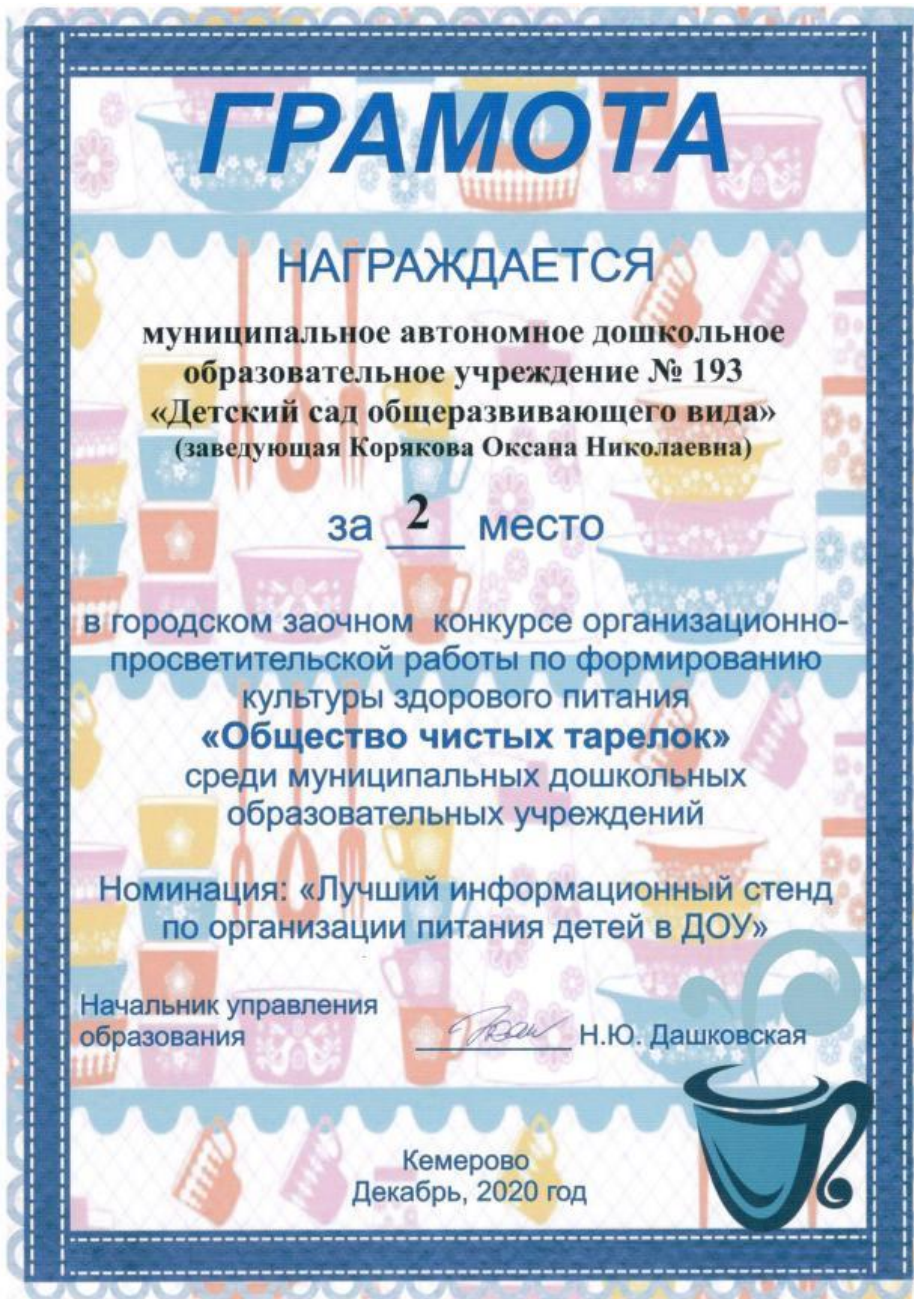 ГРАМОТА
НАГРАЖДАЕТСЯ
муниципальное автономное дошкольное
образовательное учреждение № 193
«Детский сад общеразвивающего вида»
(заведующая Корякова Оксана Николаевна)
за 2 место
в городском заочном конкурсе организационно-
просветительской работы по формированию
культуры здорового питания
«Общество чистых тарелок»
среди муниципальных дошкольных
образовательных учреждений
Номинация: «Лучший информационный стенд
по организации питания детей в ДОУ»
Начальник управления
образования Н.Ю. Дашковская
Кемерово
Декабрь, 2020 год